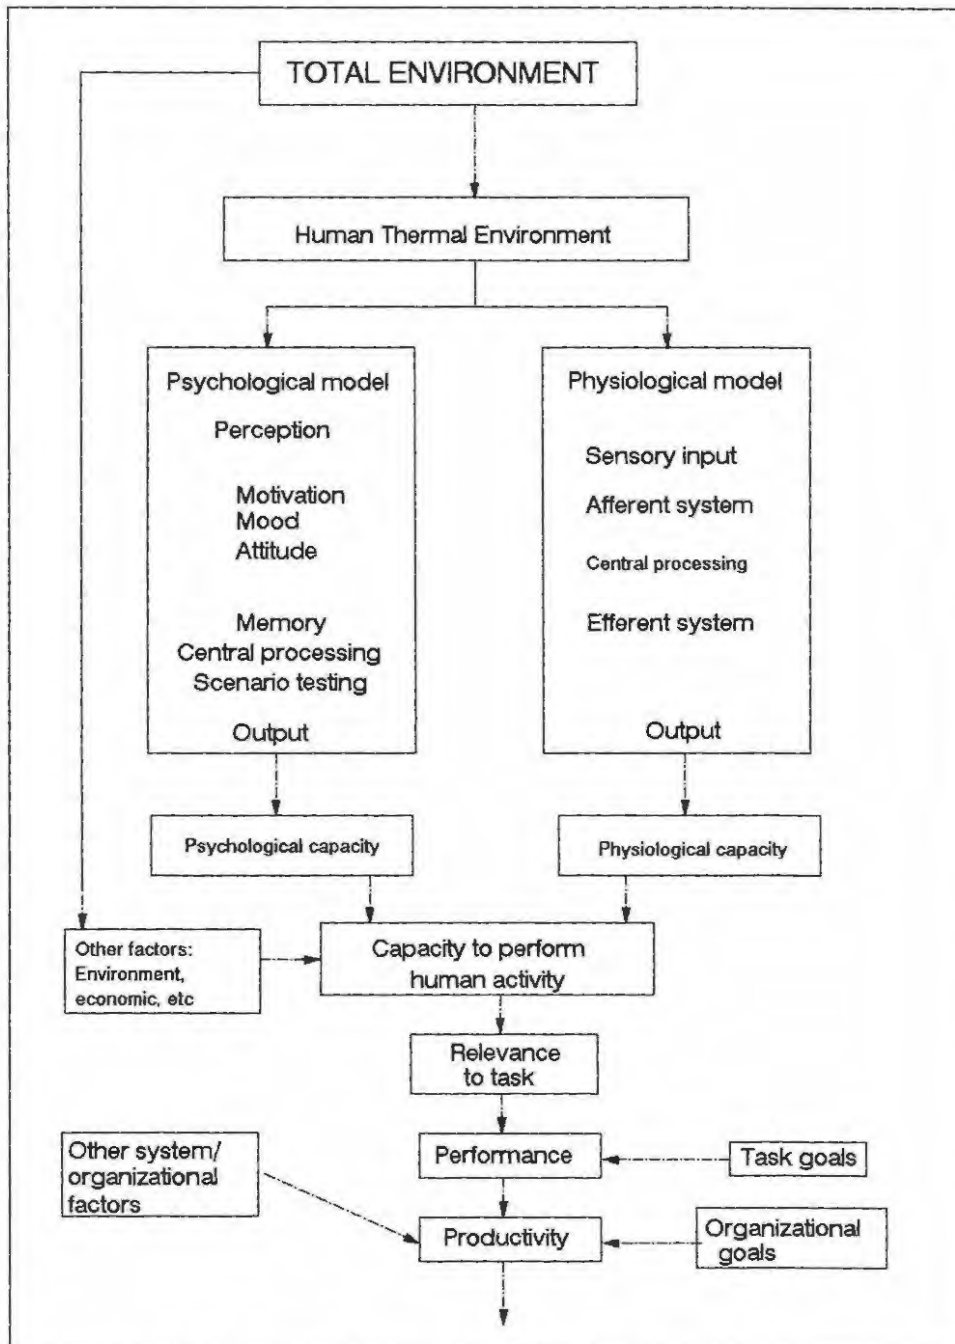 TOTAL ENVIRONMENT
Human Thermal Environment
Psychological model
Perception
Motivation
Mood
Attitude
Memory
Central processing
Scenario testing
Output
Physiological model
Sensory input
Afferent system
Central processing
Efferent system
Output
Psychological capacity
Physiological capacity
Other factors:
Environment,
economic, etc
Capacity to perform
human activity
Relevance
to task
Performance
Task goals
Other system/
organizational
factors
Productivity
Organizational
goals